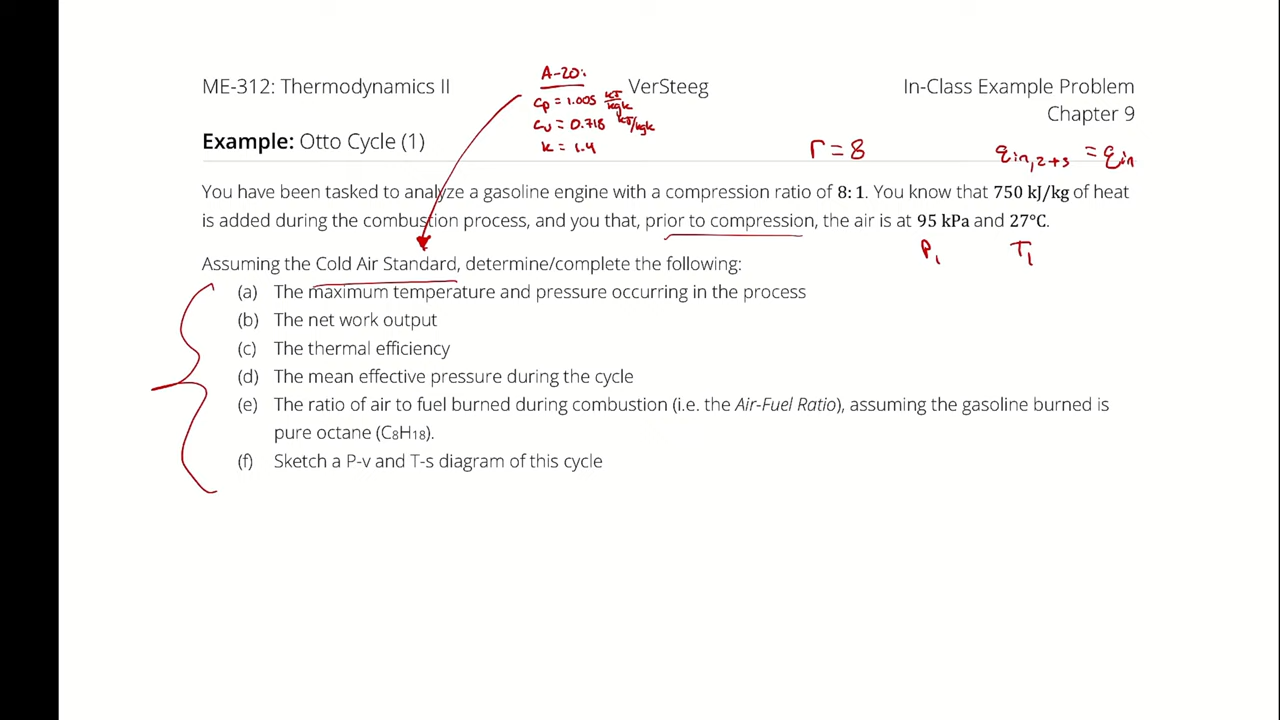 A-20:
ME-312: Thermodynamics II VerSteeg In-Class Example Problem
cp = 1.005 kJ/kgK
Chapter 9
cv = 0.718 kJ/kgK
Example: Otto Cycle (1)
k = 1.4
r = 8
qin,2→3 = qin
You have been tasked to analyze a gasoline engine with a compression ratio of 8: 1. You know that 750 kJ/kg of heat
is added during the combustion process, and you that, prior to compression, the air is at 95 kPa and 27°C.
P1 T1
Assuming the Cold Air Standard, determine/complete the following:
(a) The maximum temperature and pressure occurring in the process
(b) The net work output
(c) The thermal efficiency
(d) The mean effective pressure during the cycle
(e) The ratio of air to fuel burned during combustion (i.e. the Air-Fuel Ratio), assuming the gasoline burned is
pure octane (C8H18).
(f) Sketch a P-v and T-s diagram of this cycle